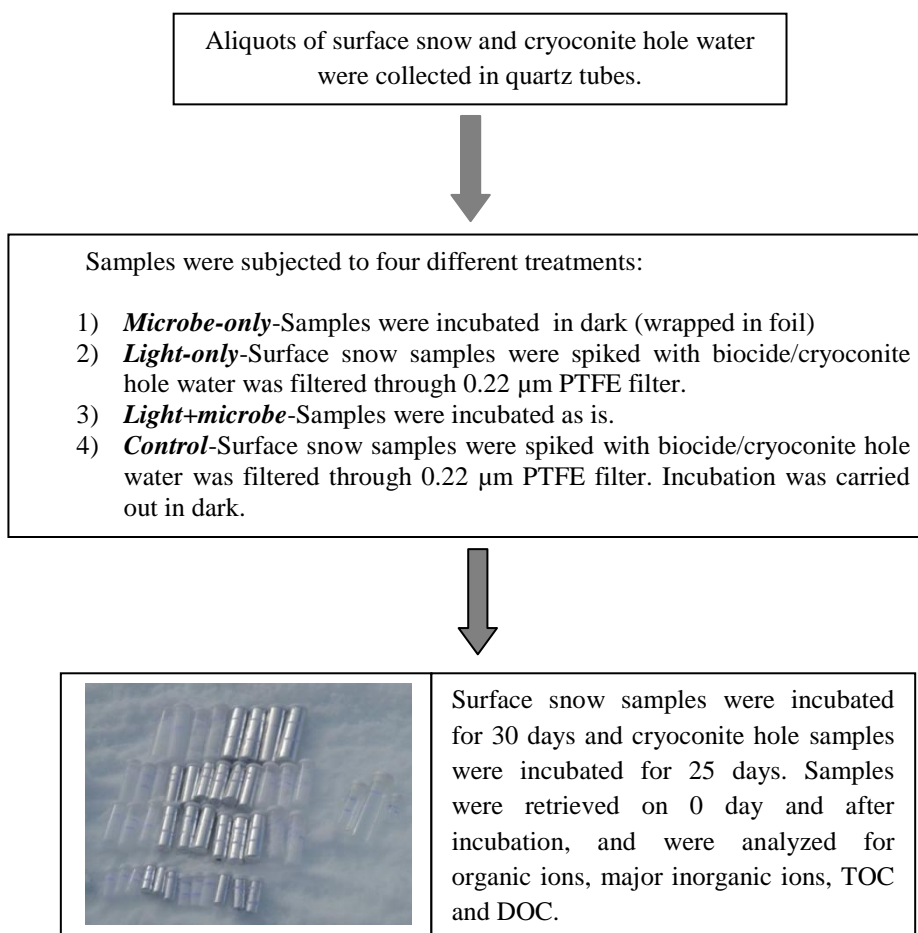 Aliquots of surface snow and cryoconite hole water
were collected in quartz tubes.
Samples were subjected to four different treatments:
1) Microbe-only-Samples were incubated in dark (wrapped in foil)
2) Light-only-Surface snow samples were spiked with biocide/cryoconite
hole water was filtered through 0.22 µm PTFE filter.
3) Light+microbe-Samples were incubated as is.
4) Control-Surface snow samples were spiked with biocide/cryoconite hole
water was filtered through 0.22 µm PTFE filter. Incubation was carried
out in dark.
Surface snow samples were incubated
for 30 days and cryoconite hole samples
were incubated for 25 days. Samples
were retrieved on 0 day and after
incubation, and were analyzed for
organic ions, major inorganic ions, TOC
and DOC.